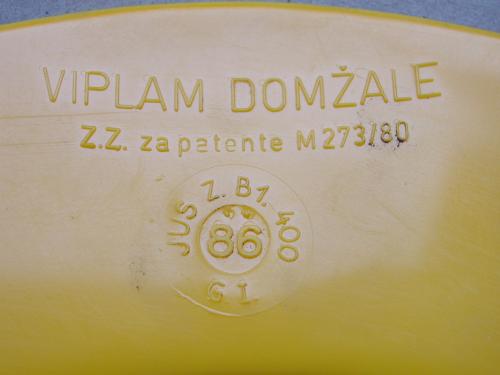 VIPLAM DOMŽALE
Z.Z. za patente M 273/80
JUS Z. B1. 400
86
G L